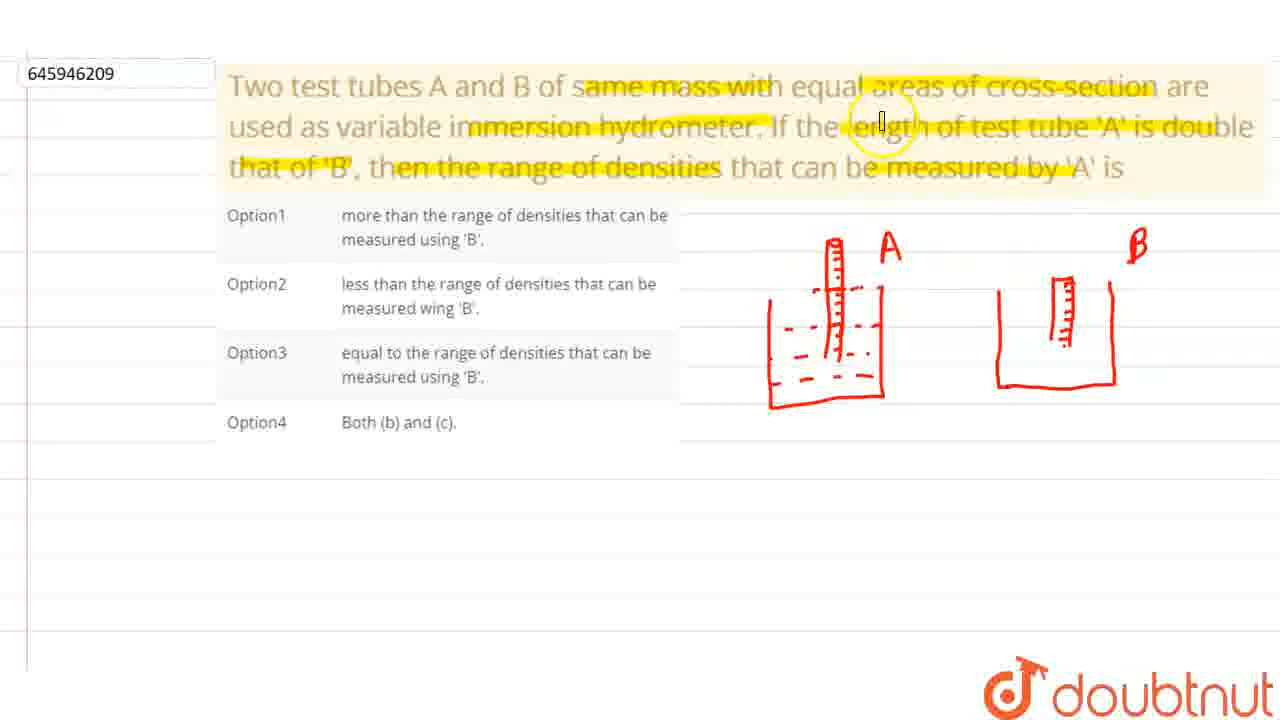 645946209
Two test tubes A and B of same mass with equal areas of cross-section are
used as variable immersion hydrometer. If the length of test tube 'A' is double
that of 'B', then the range of densities that can be measured by 'A' is
Option1 more than the range of densities that can be
measured using 'B'.
Option2 less than the range of densities that can be
measured wing 'B'.
Option3 equal to the range of densities that can be
measured using 'B'.
Option4 Both (b) and (c).
A
B
doubtnut